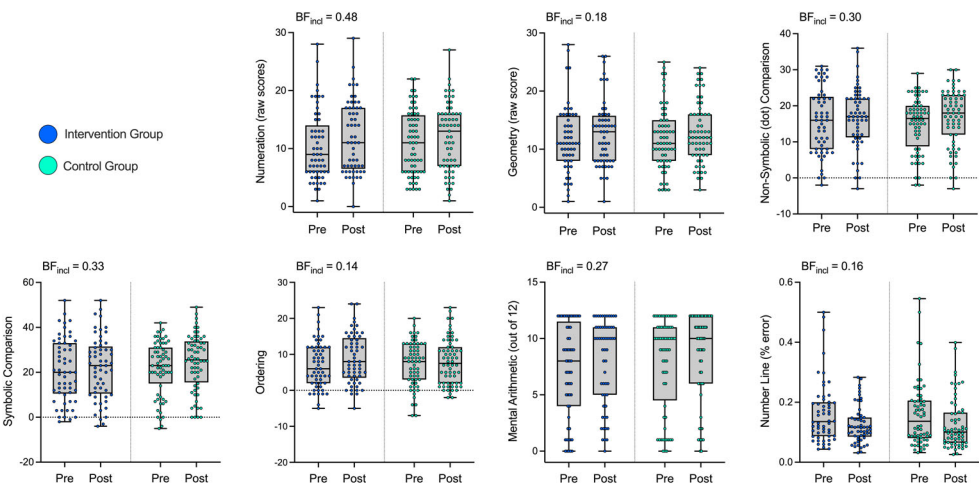 Intervention Group
Control Group
BFincl = 0.48
Numeration (raw scores)
30
20
10
0
Pre Post Pre Post
BFincl = 0.18
Geometry (raw score)
30
20
10
0
Pre Post Pre Post
BFincl = 0.30
Non-Symbolic (dot) Comparison
40
30
20
10
0
-10
Pre Post Pre Post
BFincl = 0.33
Symbolic Comparison
60
40
20
0
-20
Pre Post Pre Post
BFincl = 0.14
Ordering
30
20
10
0
-20
Pre Post Pre Post
BFincl = 0.27
Mental Arithmetic (out of 12)
15
10
5
0
Pre Post Pre Post
BFincl = 0.16
Number Line (% error)
0.6
0.4
0.2
0.0
Pre Post Pre Post